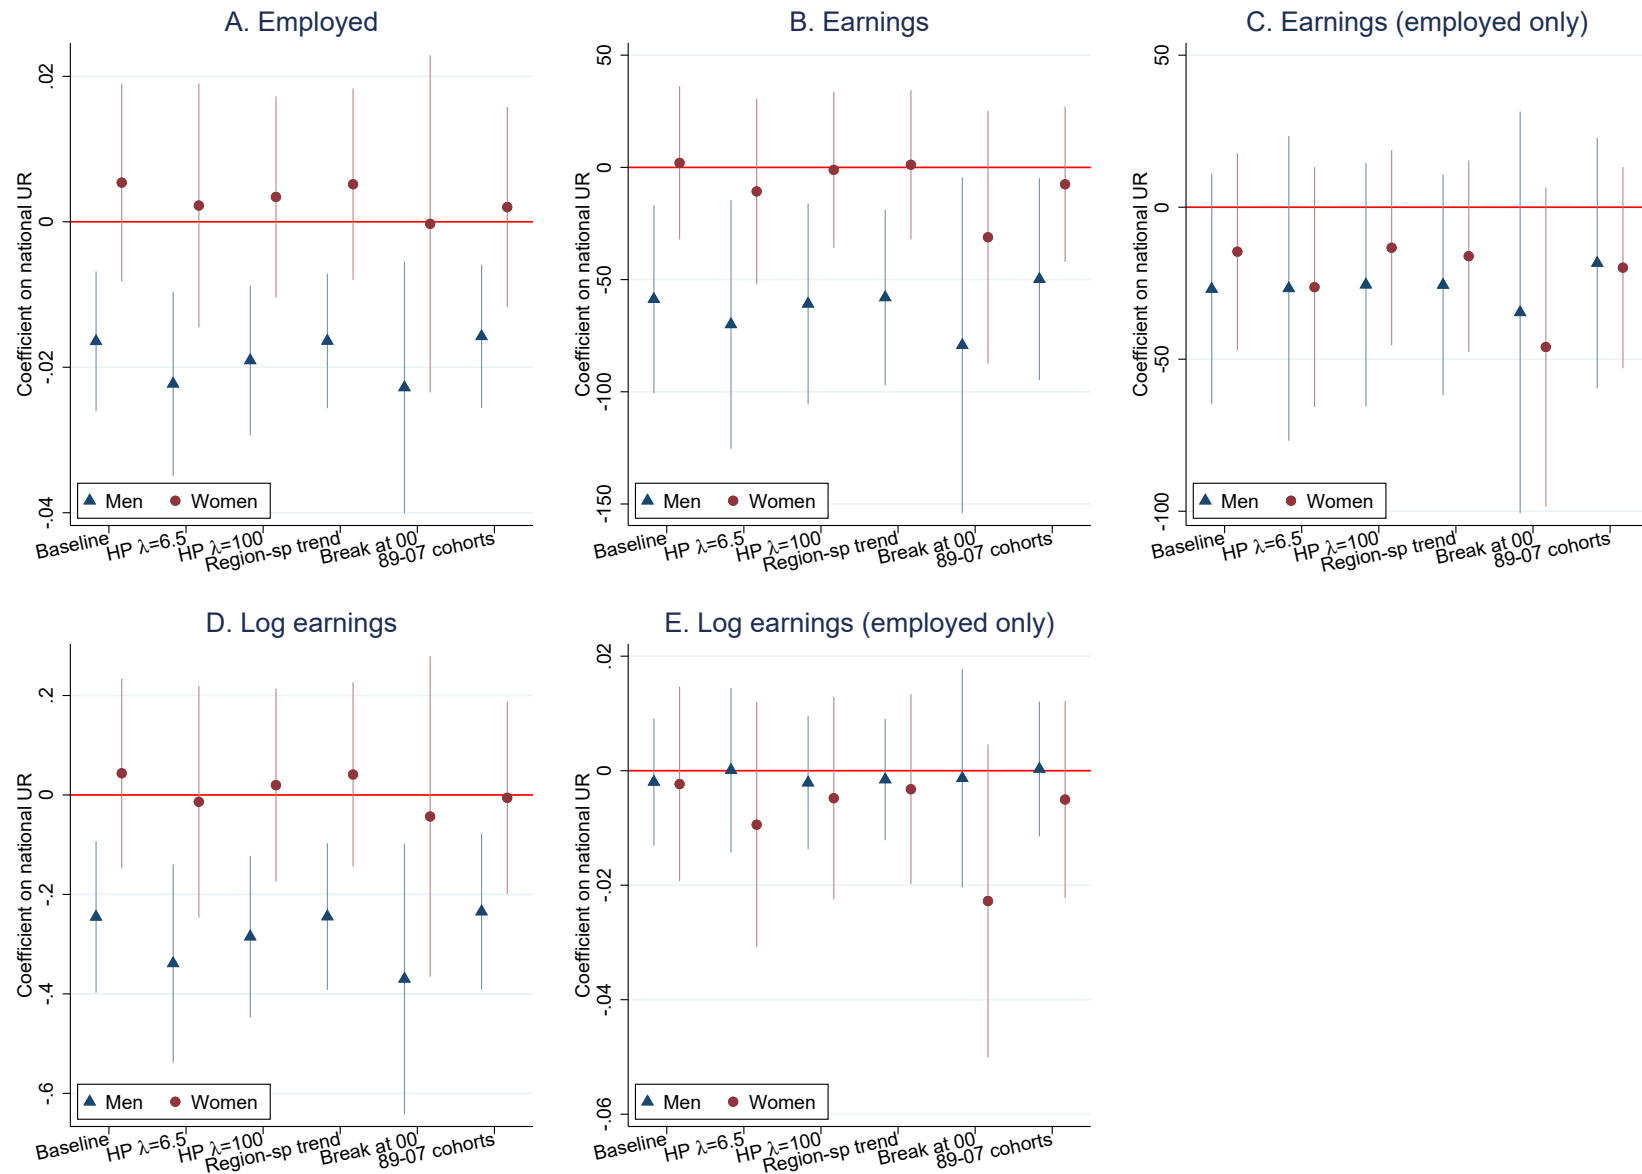 A. Employed
Coefficient on national UR
.02
0
-.02
-.04
Men
Women
Baseline
HP λ=6.5
HP λ=100
Region-sp trend
Break at 00
89-07 cohorts
B. Earnings
Coefficient on national UR
50
0
-50
-100
-150
Men
Women
Baseline
HP λ=6.5
HP λ=100
Region-sp trend
Break at 00
89-07 cohorts
C. Earnings (employed only)
Coefficient on national UR
50
0
-50
-100
Men
Women
Baseline
HP λ=6.5
HP λ=100
Region-sp trend
Break at 00
89-07 cohorts
D. Log earnings
Coefficient on national UR
.2
0
-.2
-.4
-.6
Men
Women
Baseline
HP λ=6.5
HP λ=100
Region-sp trend
Break at 00
89-07 cohorts
E. Log earnings (employed only)
Coefficient on national UR
.02
0
-.02
-.04
-.06
Men
Women
Baseline
HP λ=6.5
HP λ=100
Region-sp trend
Break at 00
89-07 cohorts